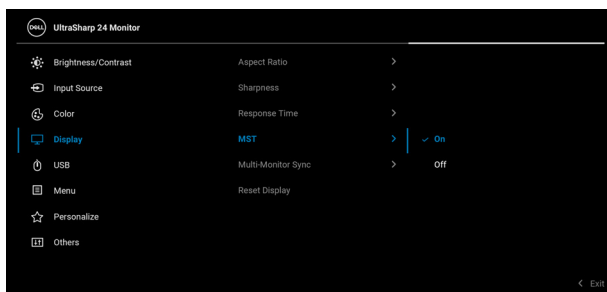 DELL UltraSharp 24 Monitor
Brightness/Contrast Aspect Ratio >
Input Source Sharpness >
Color Response Time >
Display MST > ✓ On
USB Multi-Monitor Sync > Off
Menu Reset Display
Personalize
Others
< Exit